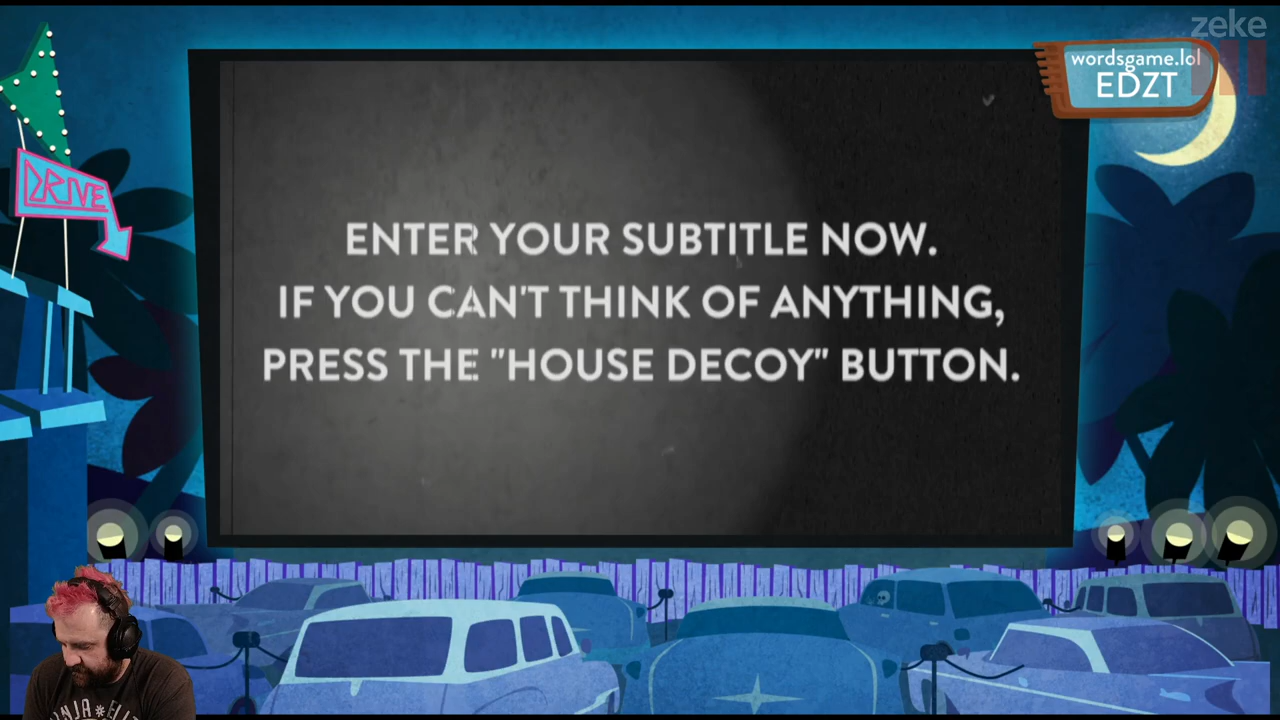 zeke
wordsgame.lol
EDZT
DRIVE
ENTER YOUR SUBTITLE NOW.
IF YOU CAN'T THINK OF ANYTHING,
PRESS THE "HOUSE DECOY" BUTTON.